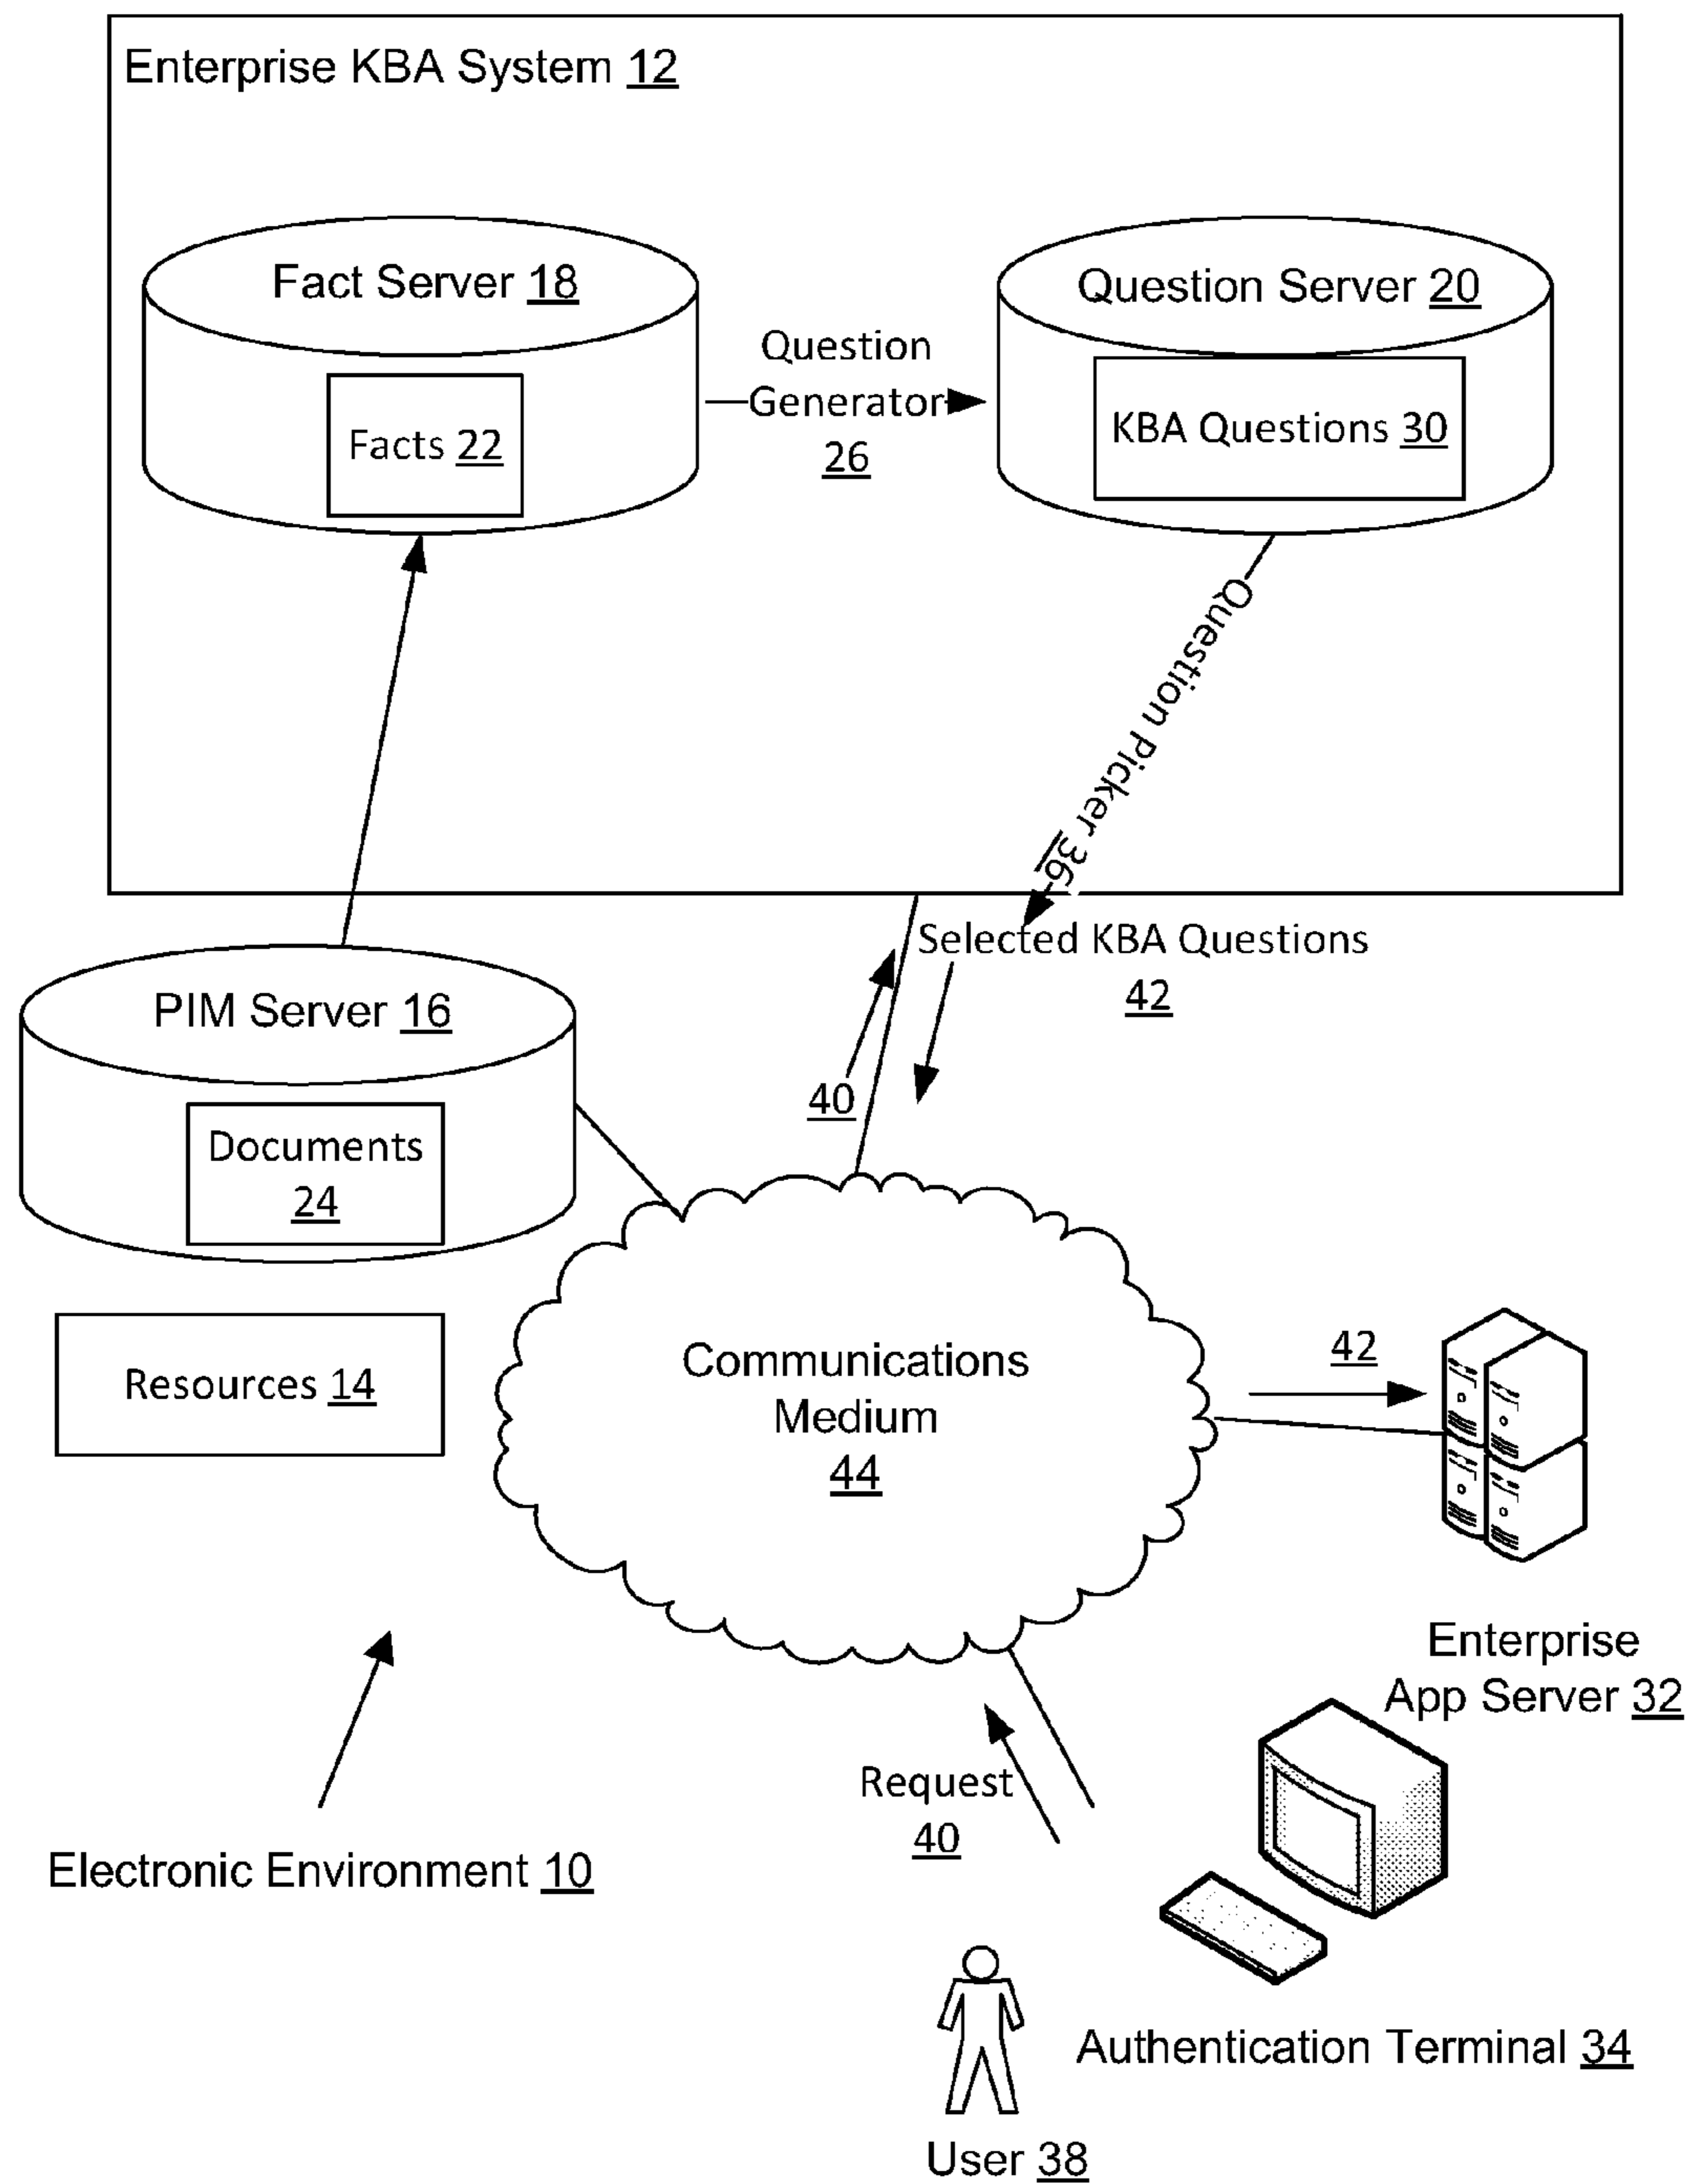 Enterprise KBA System 12
Fact Server 18
Question Server 20
Question
Generator
26
Facts 22
KBA Questions 30
Question Picker 36
Selected KBA Questions
42
40
PIM Server 16
Documents
24
Resources 14
Communications
Medium
44
42
Enterprise
App Server 32
Request
40
Electronic Environment 10
Authentication Terminal 34
User 38